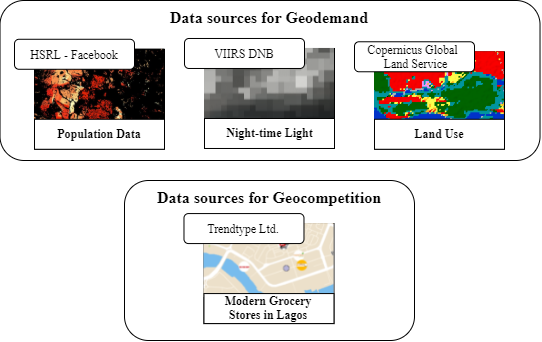 Data sources for Geodemand
HSRL - Facebook
Population Data
VIIRS DNB
Night-time Light
Copernicus Global
Land Service
Land Use
Data sources for Geocompetition
Trendtype Ltd.
Modern Grocery
Stores in Lagos